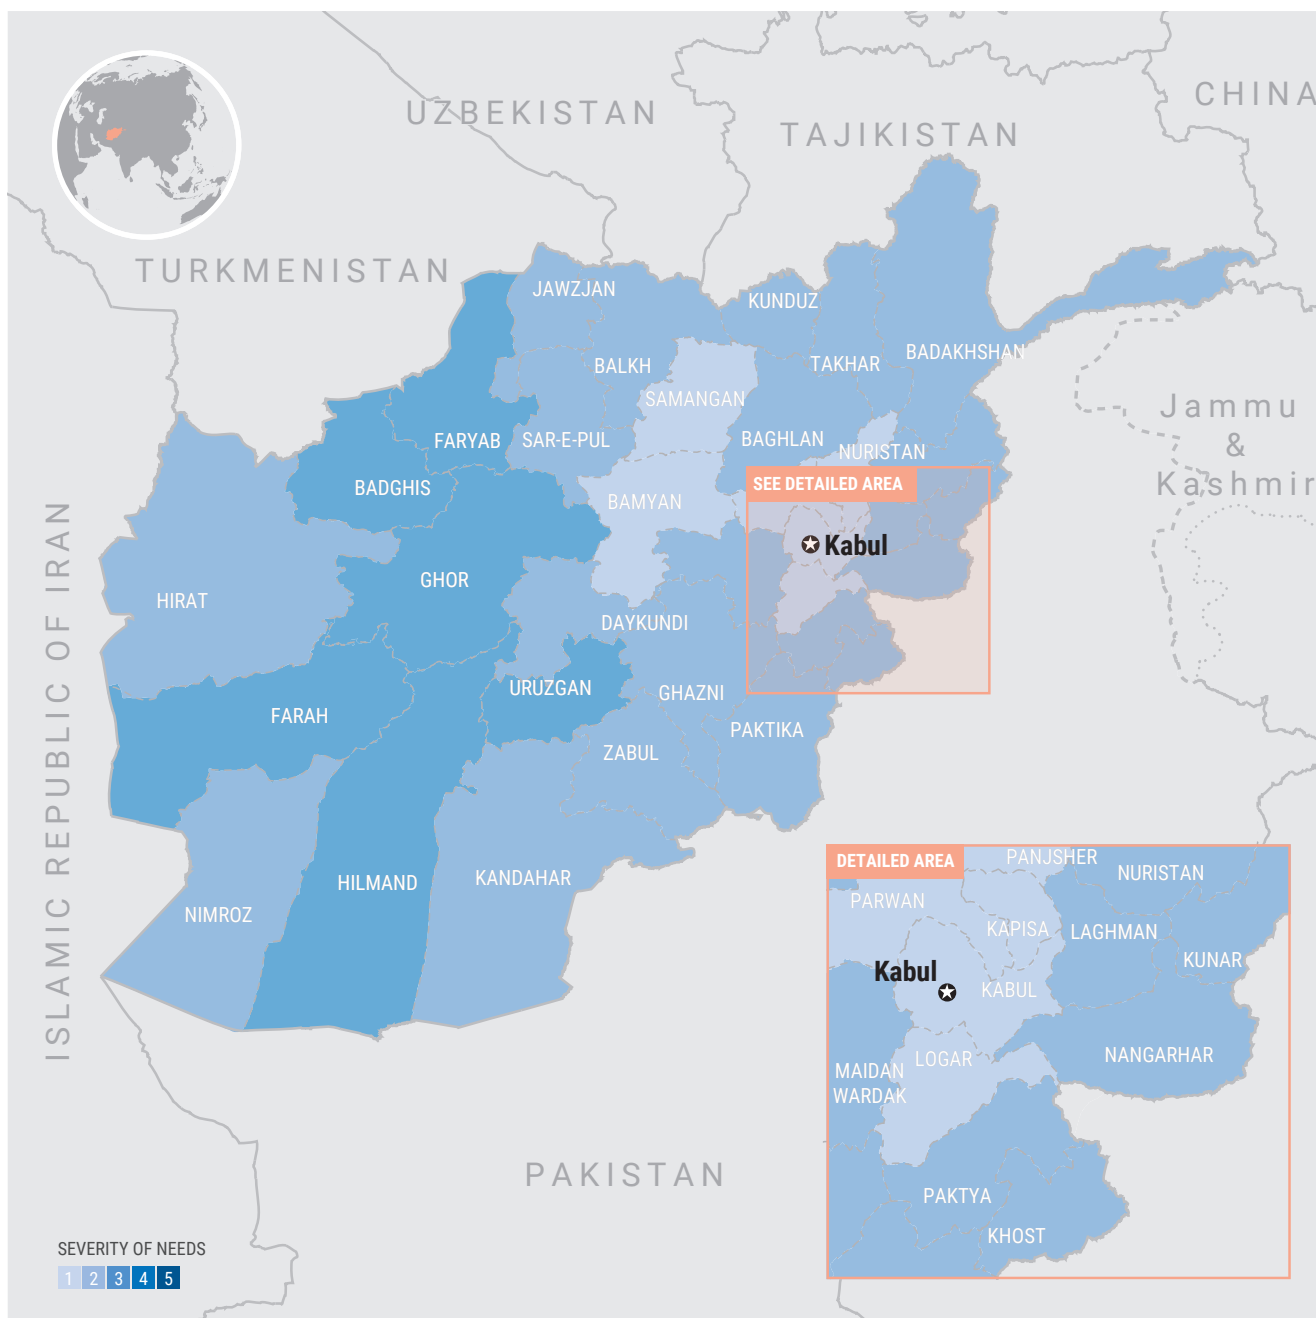 CHINA
UZBEKISTAN
TAJIKISTAN
TURKMENISTAN
JAWZJAN
KUNDUZ
BALKH
TAKHAR
BADAKHSHAN
SAMANGAN
Jammu
&
Kashmir
FARYAB
SAR-E-PUL
BAGHLAN
NURISTAN
BADGHIS
BAMYAN
SEE DETAILED AREA
Kabul
ISLAMIC REPUBLIC OF IRAN
GHOR
HIRAT
DAYKUNDI
URUZGAN
GHAZNI
FARAH
PAKTIKA
ZABUL
HILMAND
KANDAHAR
NIMROZ
DETAILED AREA
PANJSHER
NURISTAN
PARWAN
KAPISA
LAGHMAN
KUNAR
Kabul
KABUL
LOGAR
NANGARHAR
MAIDAN
WARDAK
PAKTYA
KHOST
PAKISTAN
SEVERITY OF NEEDS
1 2 3 4 5